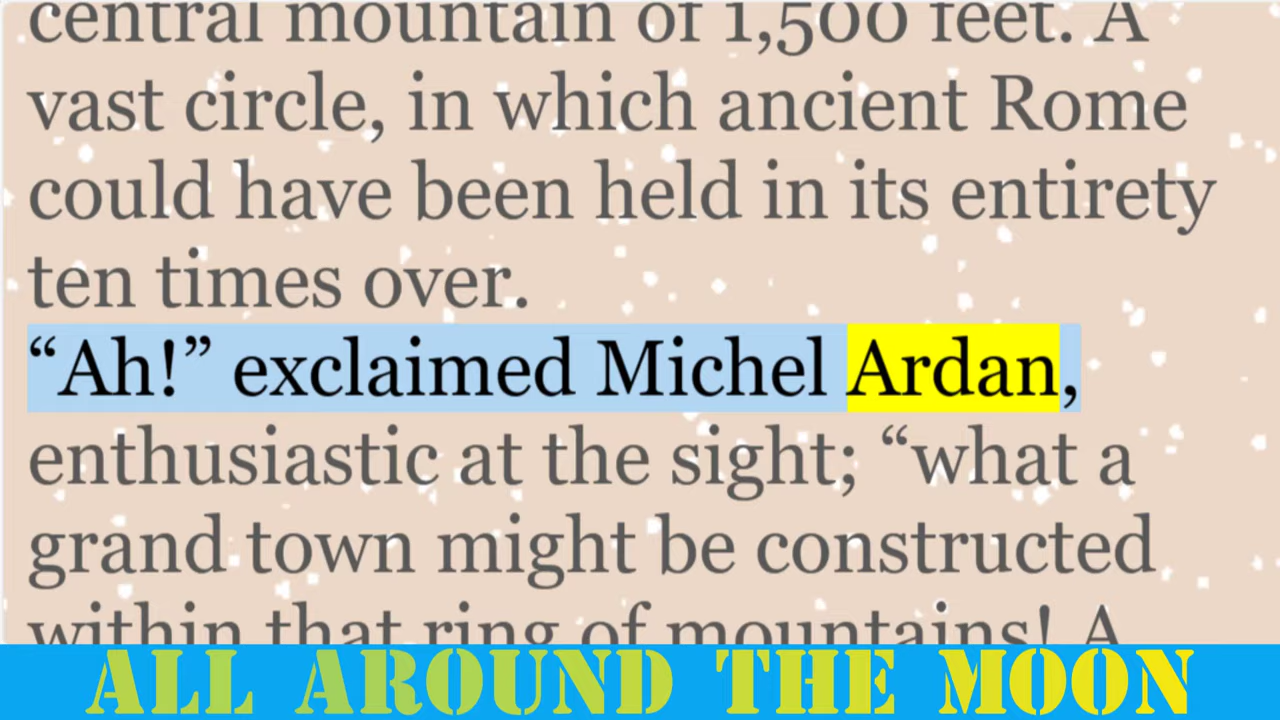 central mountain of 1,500 feet. A
vast circle, in which ancient Rome
could have been held in its entirety
ten times over.
“Ah!” exclaimed Michel Ardan,
enthusiastic at the sight; “what a
grand town might be constructed
within that ring of mountains! A
ALL AROUND THE MOON